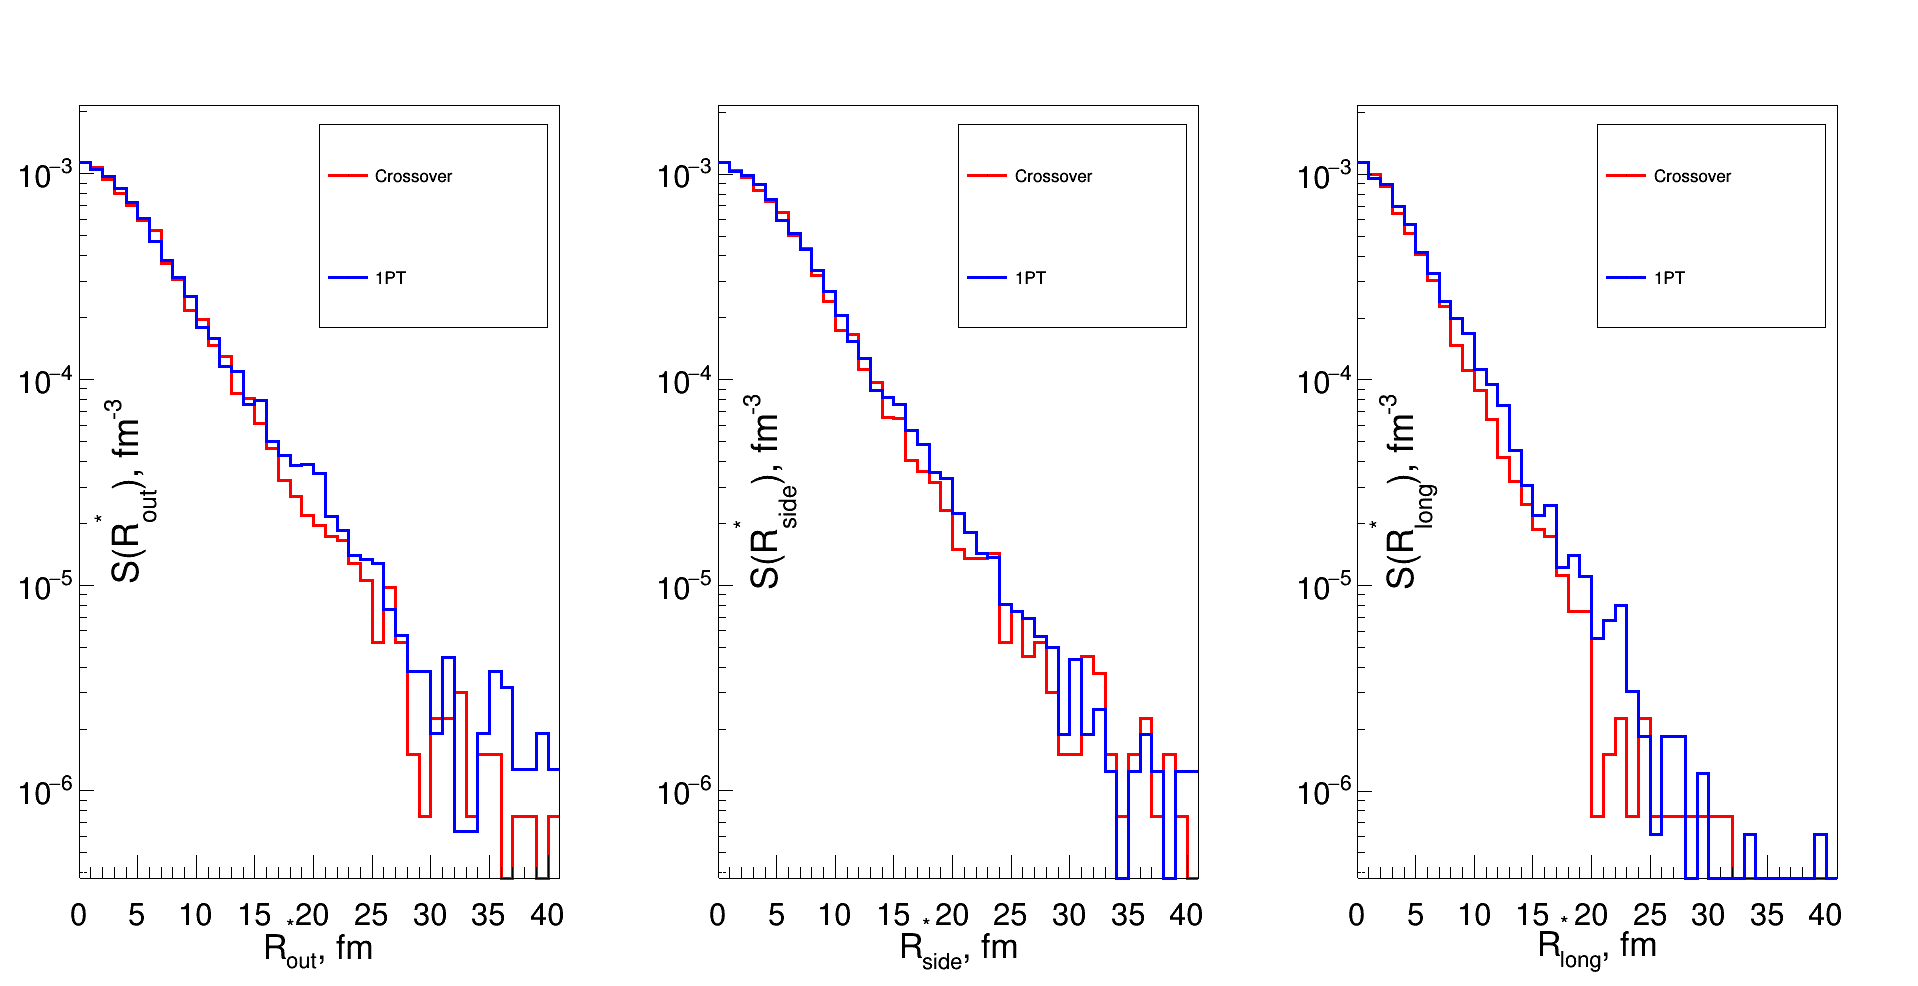 Crossover
1PT
10⁻³
10⁻⁴
10⁻⁵
10⁻⁶
S(R*out), fm⁻³
0 5 10 15 20 25 30 35 40
R*out, fm
Crossover
1PT
10⁻³
10⁻⁴
10⁻⁵
10⁻⁶
S(R*side), fm⁻³
0 5 10 15 20 25 30 35 40
R*side, fm
Crossover
1PT
10⁻³
10⁻⁴
10⁻⁵
10⁻⁶
S(R*long), fm⁻³
0 5 10 15 20 25 30 35 40
R*long, fm